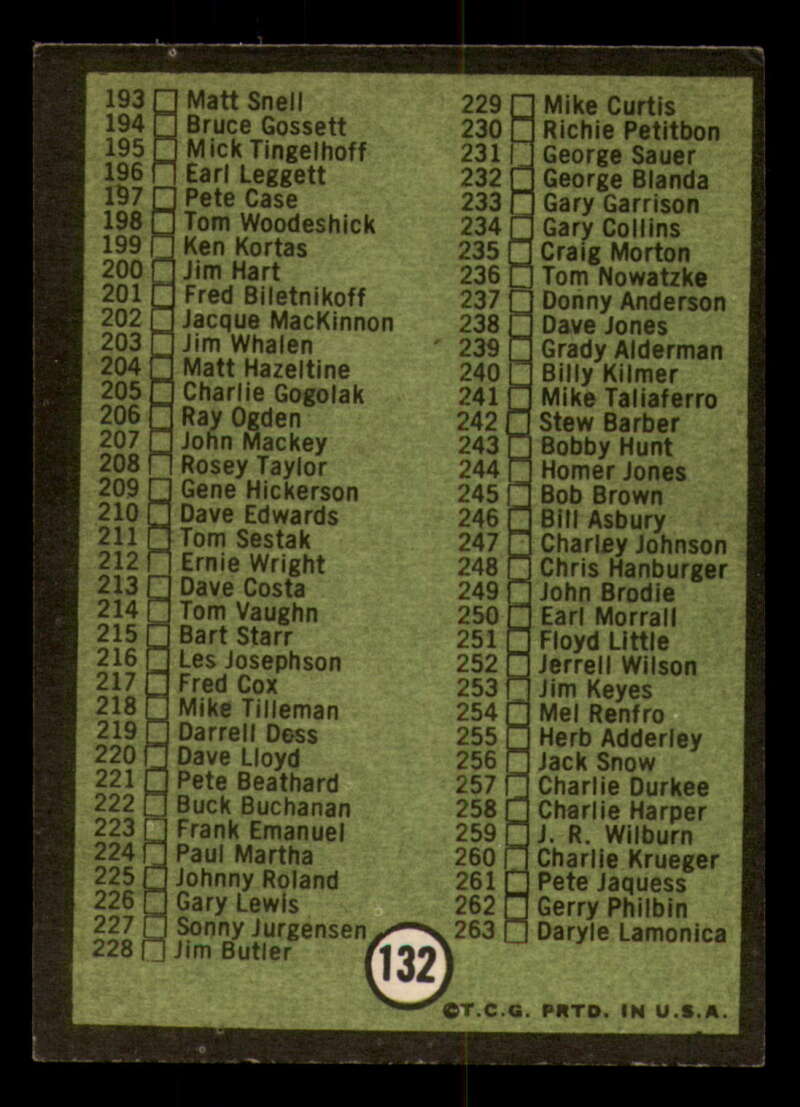 193 Matt Snell
194 Bruce Gossett
195 Mick Tingelhoff
196 Earl Leggett
197 Pete Case
198 Tom Woodeshick
199 Ken Kortas
200 Jim Hart
201 Fred Biletnikoff
202 Jacque MacKinnon
203 Jim Whalen
204 Matt Hazeltine
205 Charlie Gogolak
206 Ray Ogden
207 John Mackey
208 Rosey Taylor
209 Gene Hickerson
210 Dave Edwards
211 Tom Sestak
212 Ernie Wright
213 Dave Costa
214 Tom Vaughn
215 Bart Starr
216 Les Josephson
217 Fred Cox
218 Mike Tilleman
219 Darrell Dess
220 Dave Lloyd
221 Pete Beathard
222 Buck Buchanan
223 Frank Emanuel
224 Paul Martha
225 Johnny Roland
226 Gary Lewis
227 Sonny Jurgensen
228 Jim Butler
229 Mike Curtis
230 Richie Petitbon
231 George Sauer
232 George Blanda
233 Gary Garrison
234 Gary Collins
235 Craig Morton
236 Tom Nowatzke
237 Donny Anderson
238 Dave Jones
239 Grady Alderman
240 Billy Kilmer
241 Mike Taliaferro
242 Stew Barber
243 Bobby Hunt
244 Homer Jones
245 Bob Brown
246 Bill Asbury
247 Charley Johnson
248 Chris Hanburger
249 John Brodie
250 Earl Morrall
251 Floyd Little
252 Jerrell Wilson
253 Jim Keyes
254 Mel Renfro
255 Herb Adderley
256 Jack Snow
257 Charlie Durkee
258 Charlie Harper
259 J. R. Wilburn
260 Charlie Krueger
261 Pete Jaquess
262 Gerry Philbin
263 Daryle Lamonica
132
©T.C.G. PRTD. IN U.S.A.